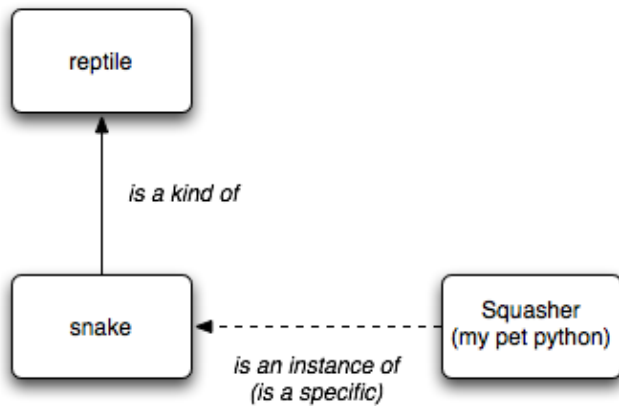 reptile
is a kind of
snake
Squasher
(my pet python)
is an instance of
(is a specific)